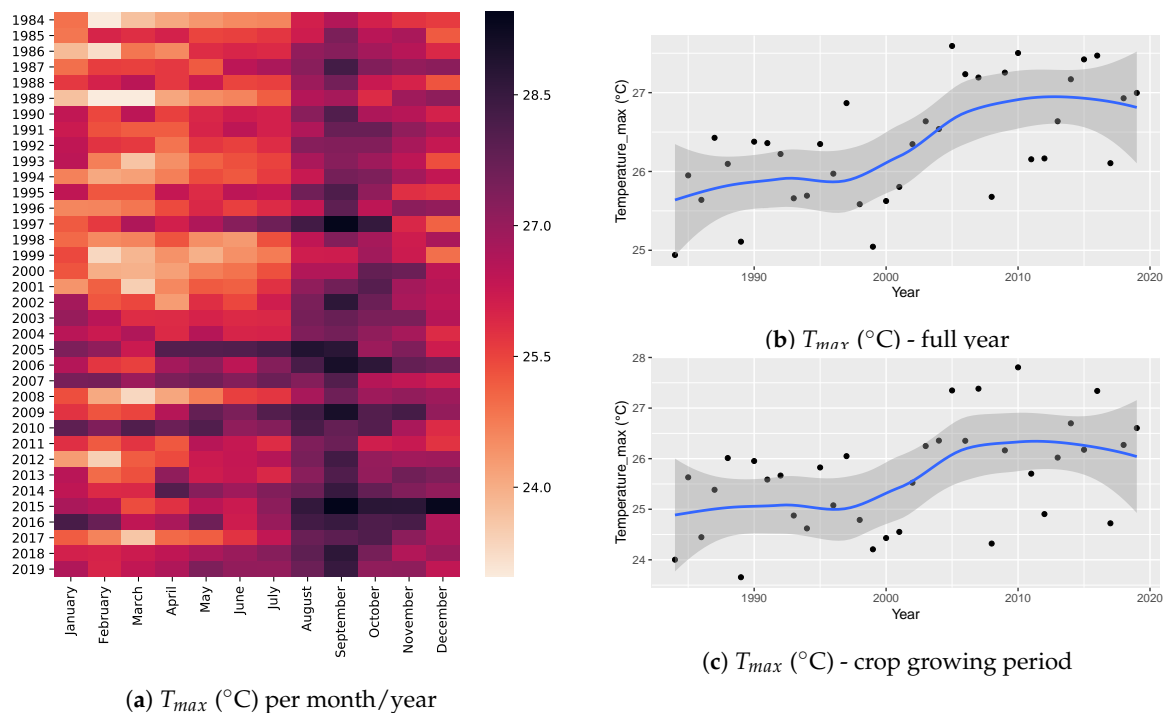 1984
1985
1986
1987
1988
1989
1990
1991
1992
1993
1994
1995
1996
1997
1998
1999
2000
2001
2002
2003
2004
2005
2006
2007
2008
2009
2010
2011
2012
2013
2014
2015
2016
2017
2018
2019
January
February
March
April
May
June
July
August
September
October
November
December
28.5
27.0
25.5
24.0
(a) Tmax (°C) per month/year
Temperature_max (°C)
27
26
25
1990
2000
2010
2020
Year
(b) Tmax (°C) - full year
Temperature_max (°C)
28
27
26
25
24
1990
2000
2010
2020
Year
(c) Tmax (°C) - crop growing period